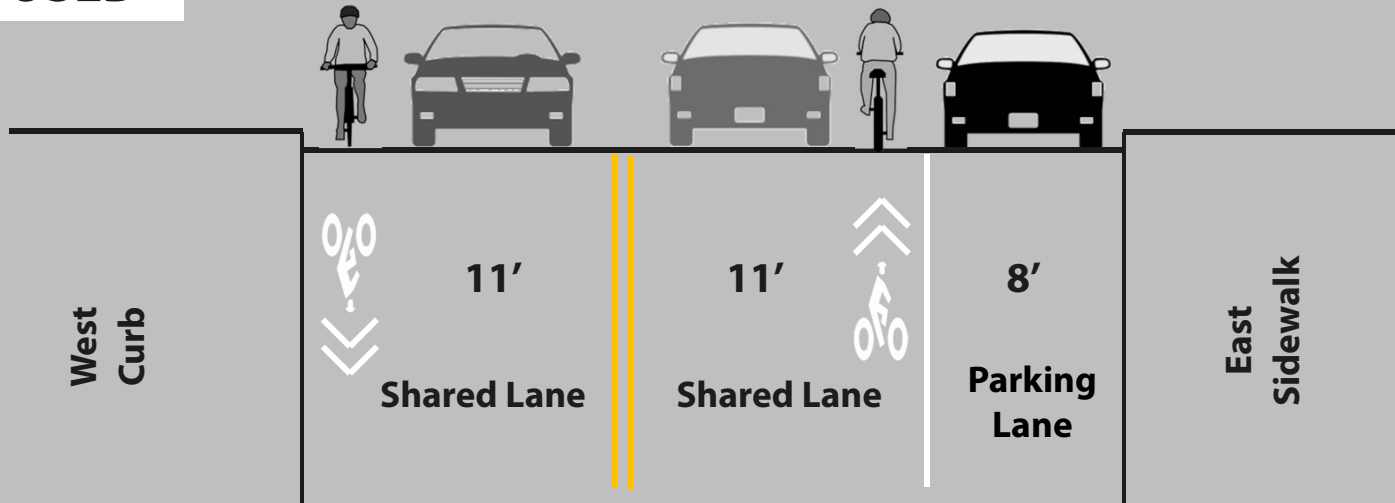 11′
11′
8′
West
Curb
Shared Lane
Shared Lane
Parking
Lane
East
Sidewalk